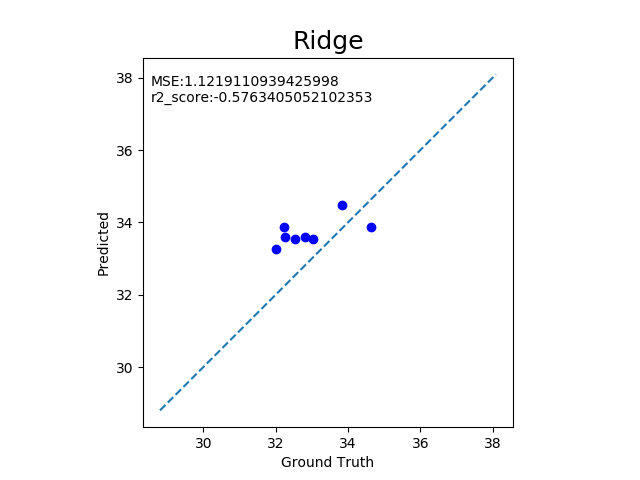 Ridge
MSE:1.1219110939425998
r2_score:-0.5763405052102353
38
36
34
32
30
Predicted
30 32 34 36 38
Ground Truth